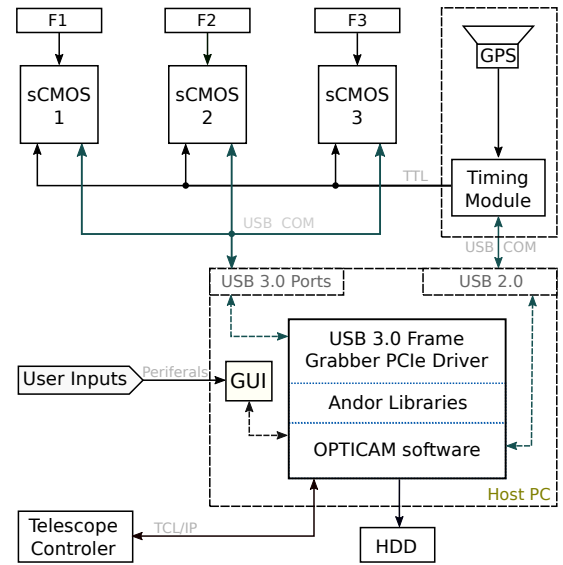 F1
F2
F3
GPS
sCMOS
1
sCMOS
2
sCMOS
3
TTL
Timing
Module
USB COM
USB COM
USB 3.0 Ports
USB 2.0
USB 3.0 Frame
Grabber PCIe Driver
Periferals
User Inputs
GUI
Andor Libraries
OPTICAM software
Host PC
Telescope
Controler
TCL/IP
HDD